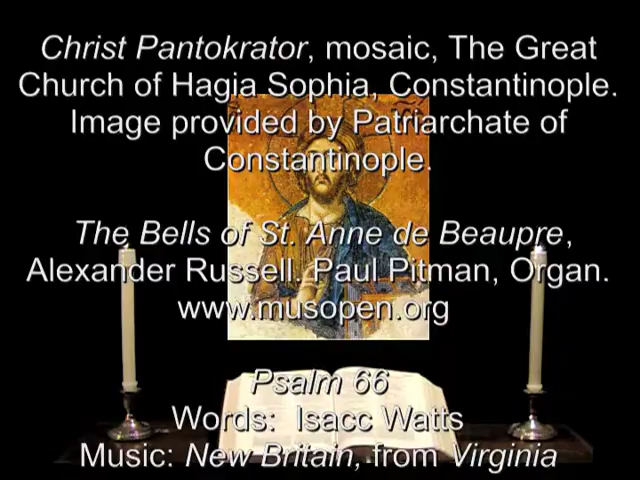 Christ Pantokrator, mosaic, The Great
Church of Hagia Sophia, Constantinople.
Image provided by Patriarchate of
Constantinople.
The Bells of St. Anne de Beaupre,
Alexander Russell. Paul Pitman, Organ.
www.musopen.org
Psalm 66
Words: Isacc Watts
Music: New Britain, from Virginia